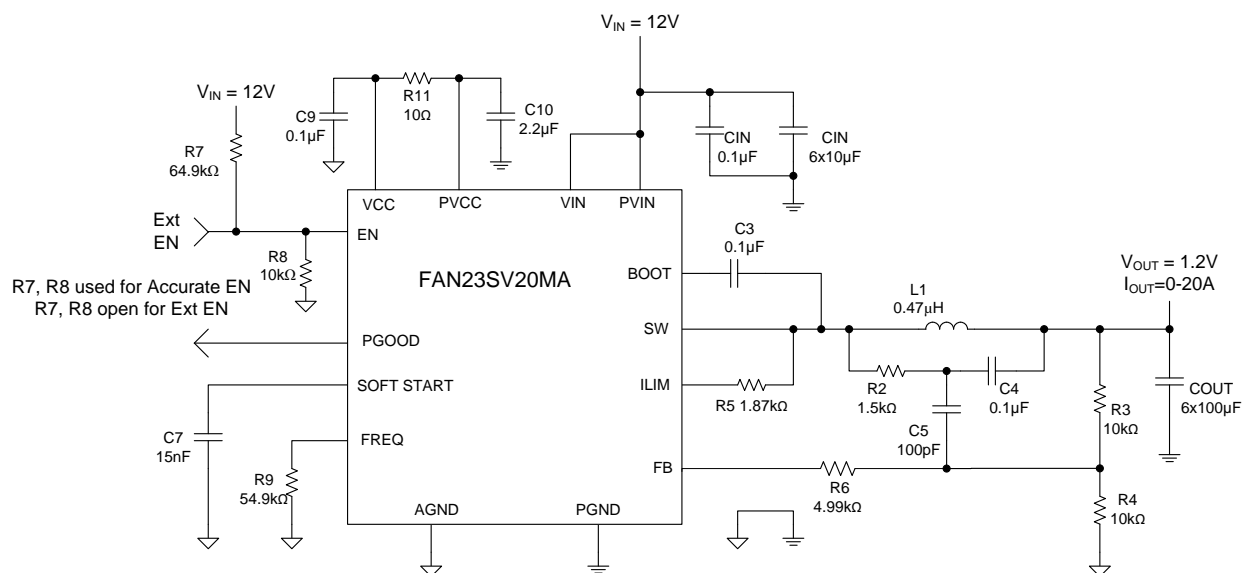 V_IN = 12V
V_IN = 12V
C9
0.1µF
R11
10Ω
C10
2.2µF
CIN
0.1µF
CIN
6x10µF
R7
64.9kΩ
VCC
PVCC
VIN
PVIN
Ext
EN
EN
R8
10kΩ
C3
0.1µF
FAN23SV20MA
BOOT
R7, R8 used for Accurate EN
R7, R8 open for Ext EN
V_OUT = 1.2V
I_OUT=0-20A
L1
0.47µH
SW
PGOOD
SOFT START
ILIM
R5 1.87kΩ
R2
1.5kΩ
C4
0.1µF
COUT
6x100µF
R3
10kΩ
C5
100pF
C7
15nF
FREQ
R9
54.9kΩ
FB
R6
4.99kΩ
R4
10kΩ
AGND
PGND